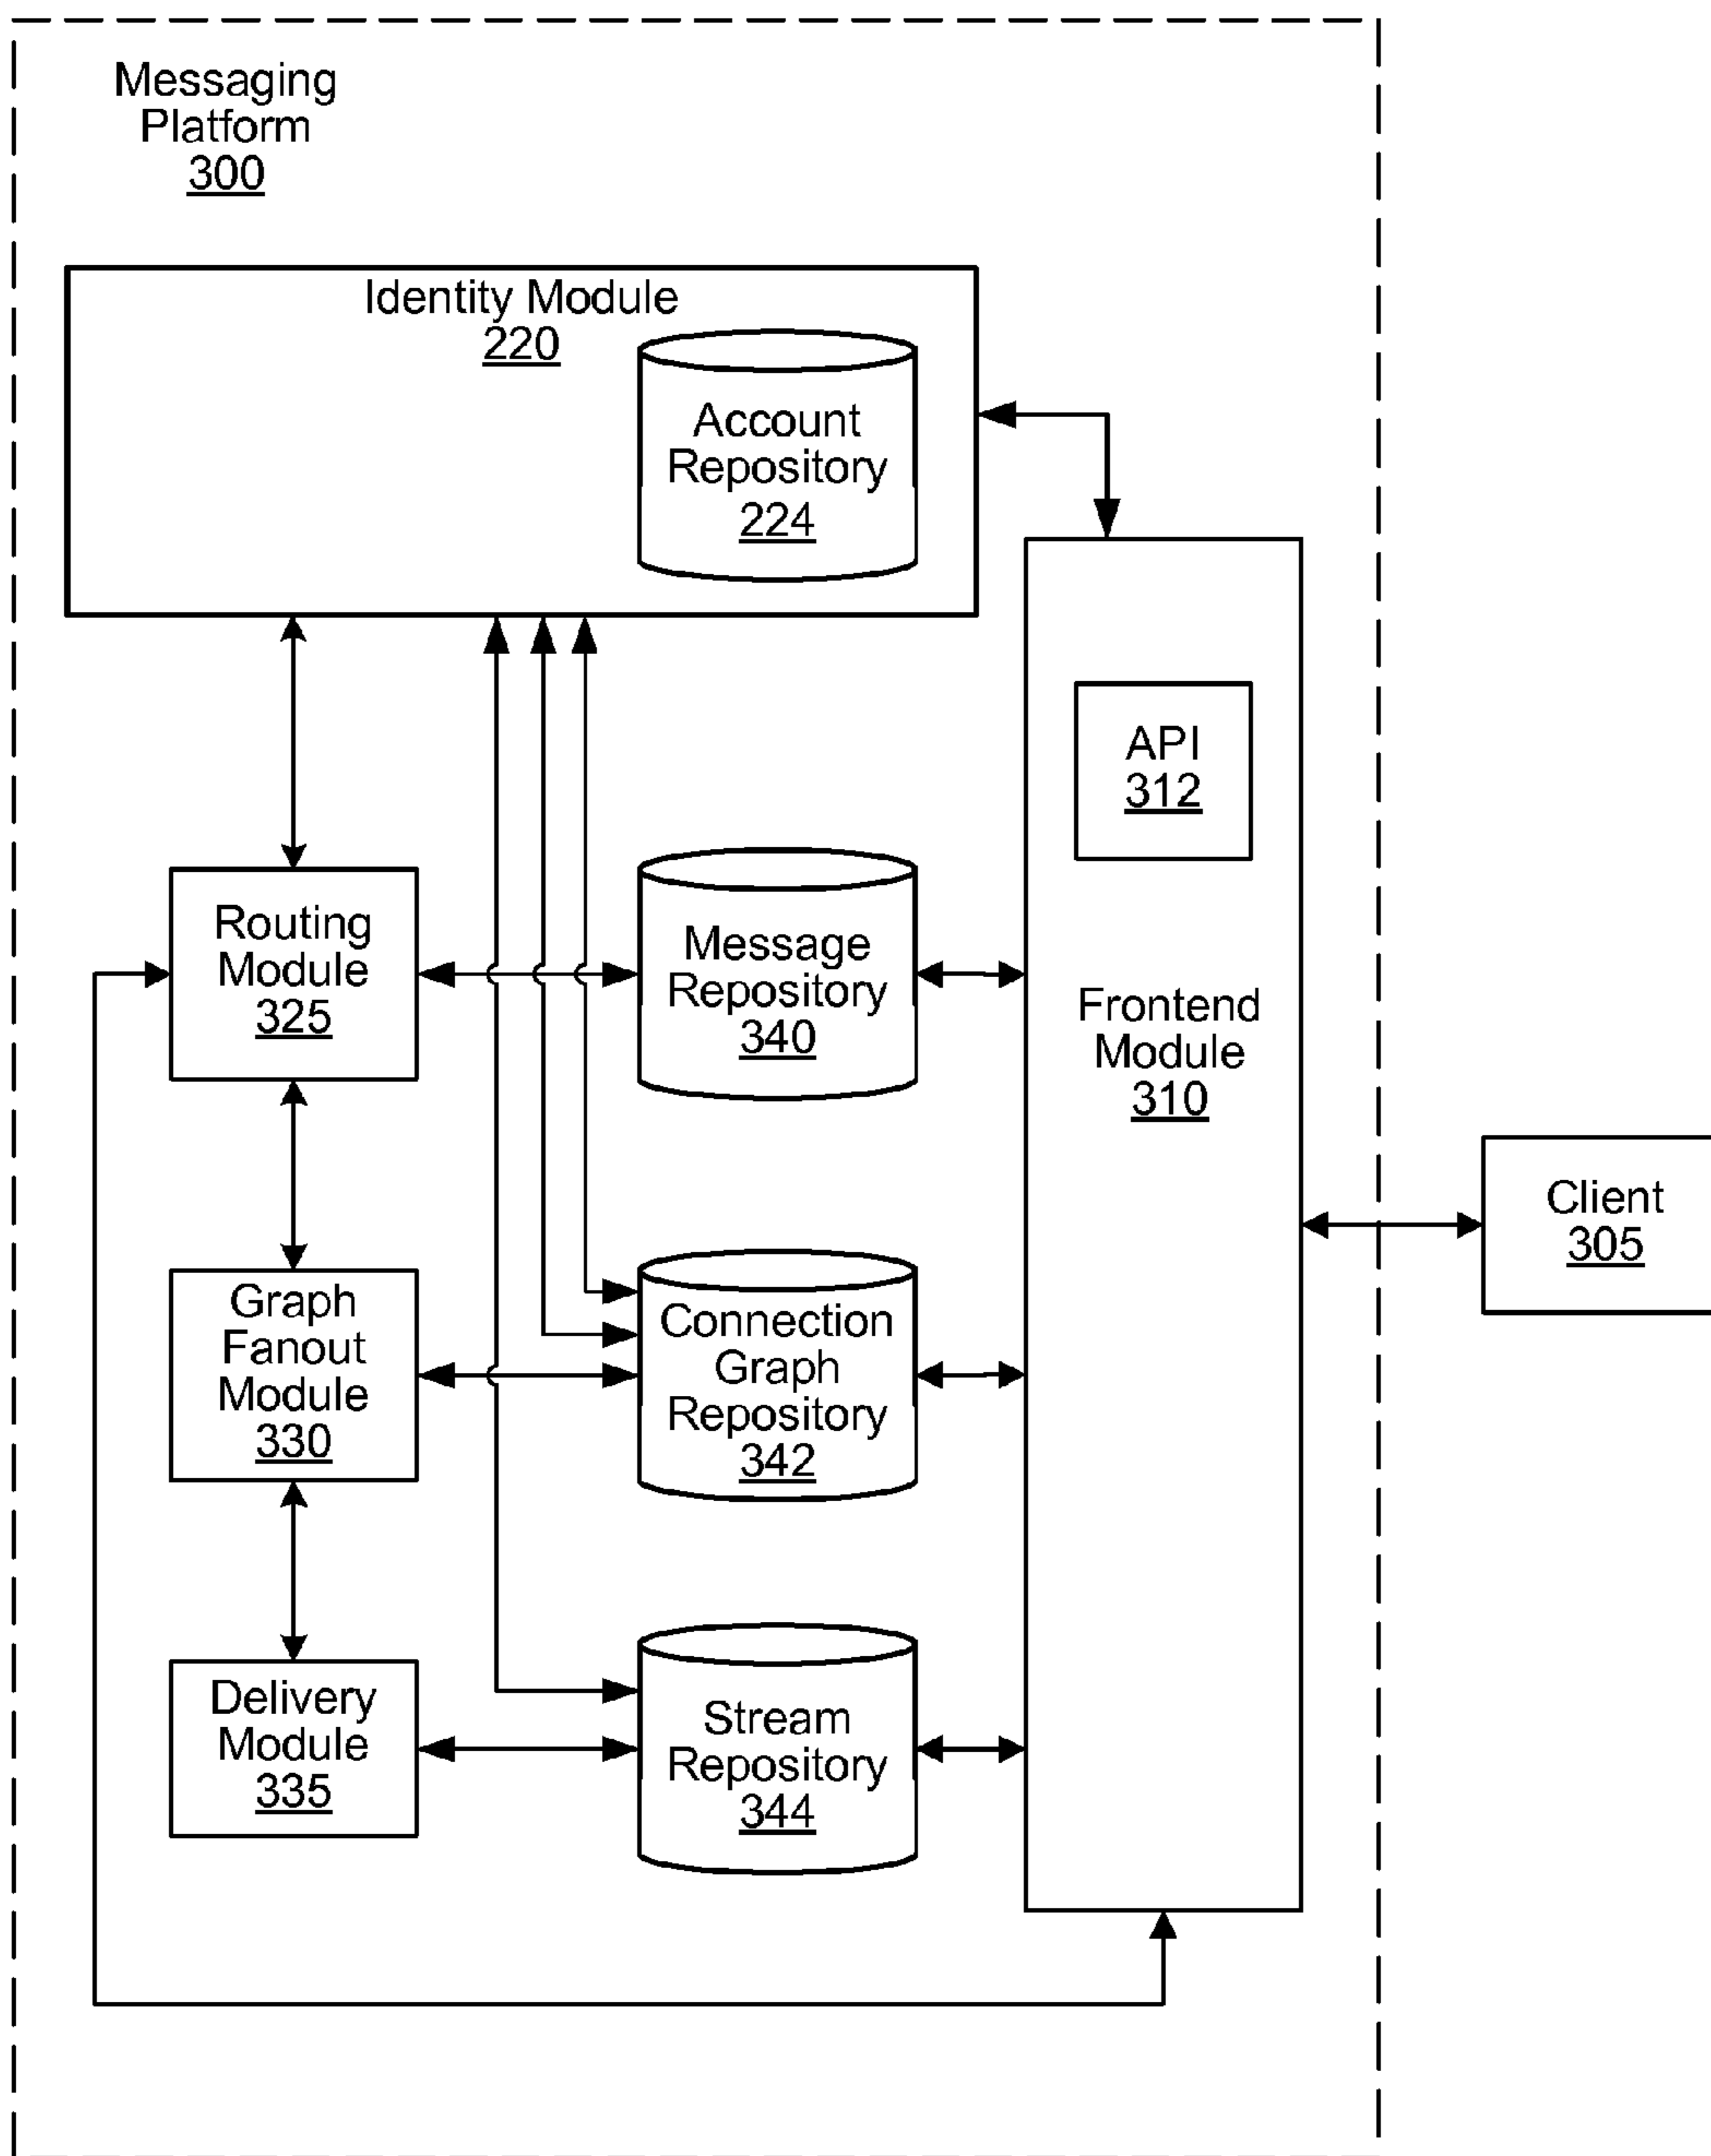 Messaging
Platform
300
Identity Module
220
Account
Repository
224
API
312
Routing
Module
325
Message
Repository
340
Frontend
Module
310
Client
305
Graph
Fanout
Module
330
Connection
Graph
Repository
342
Delivery
Module
335
Stream
Repository
344